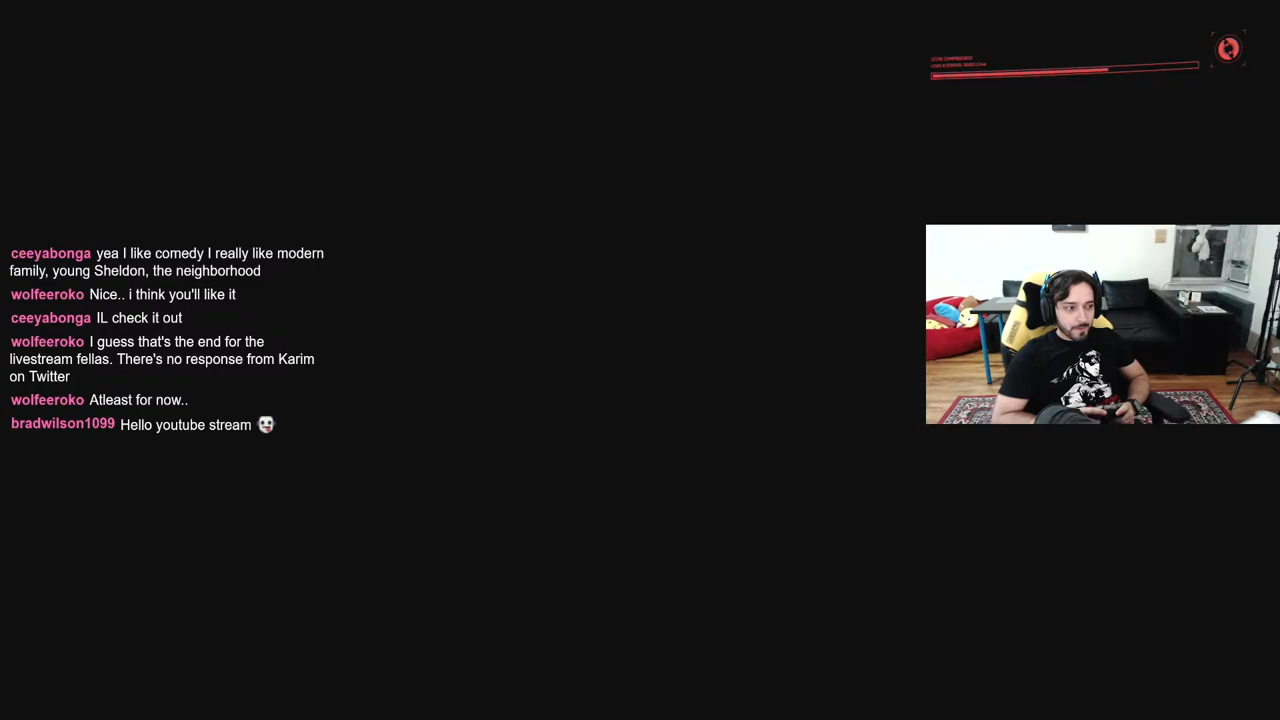 ceeyabonga yea I like comedy I really like modern
family, young Sheldon, the neighborhood
wolfeeroko Nice.. i think you'll like it
ceeyabonga IL check it out
wolfeeroko I guess that's the end for the
livestream fellas. There's no response from Karim
on Twitter
wolfeeroko Atleast for now..
bradwilson1099 Hello youtube stream